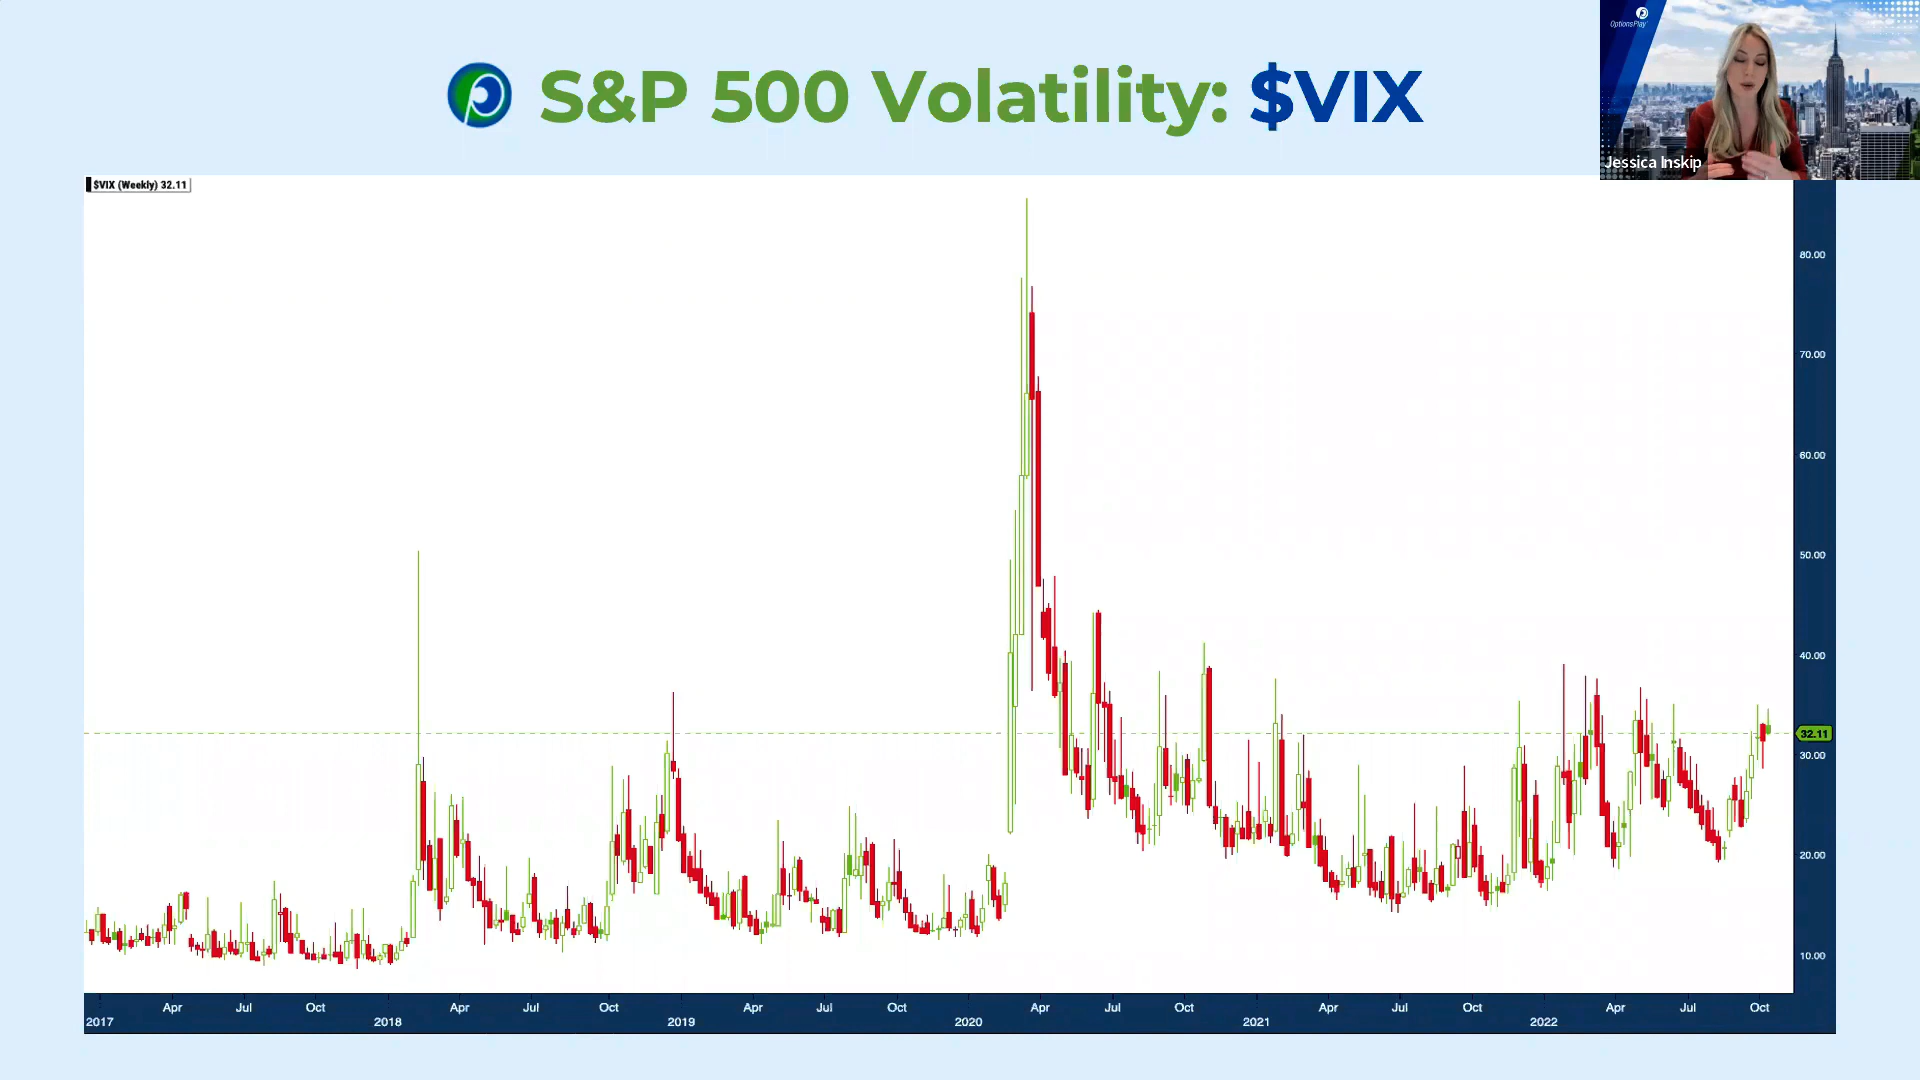 S&P 500 Volatility: $VIX
OptionsPlay
Jessica Inskip
$VIX (Weekly) 32.11
80.00
70.00
60.00
50.00
40.00
32.11
30.00
20.00
10.00
Apr Jul Oct Apr Jul Oct Apr Jul Oct Apr Jul Oct Apr Jul Oct Apr Jul Oct
2017 2018 2019 2020 2021 2022